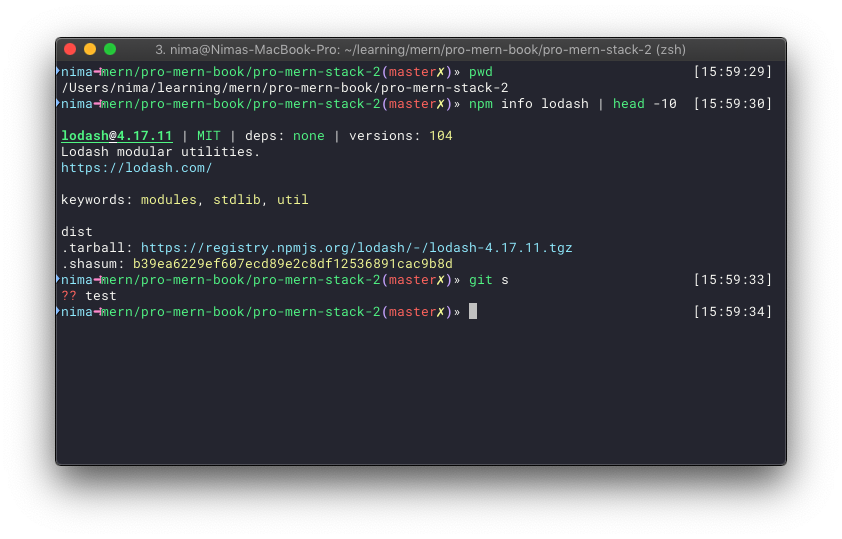 3. nima@Nimas-MacBook-Pro: ~/learning/mern/pro-mern-book/pro-mern-stack-2 (zsh)
nima➜mern/pro-mern-book/pro-mern-stack-2(master✗)» pwd [15:59:29]
/Users/nima/learning/mern/pro-mern-book/pro-mern-stack-2
nima➜mern/pro-mern-book/pro-mern-stack-2(master✗)» npm info lodash | head -10 [15:59:30]
lodash@4.17.11 | MIT | deps: none | versions: 104
Lodash modular utilities.
https://lodash.com/
keywords: modules, stdlib, util
dist
.tarball: https://registry.npmjs.org/lodash/-/lodash-4.17.11.tgz
.shasum: b39ea6229ef607ecd89e2c8df12536891cac9b8d
nima➜mern/pro-mern-book/pro-mern-stack-2(master✗)» git s [15:59:33]
?? test
nima➜mern/pro-mern-book/pro-mern-stack-2(master✗)» [15:59:34]